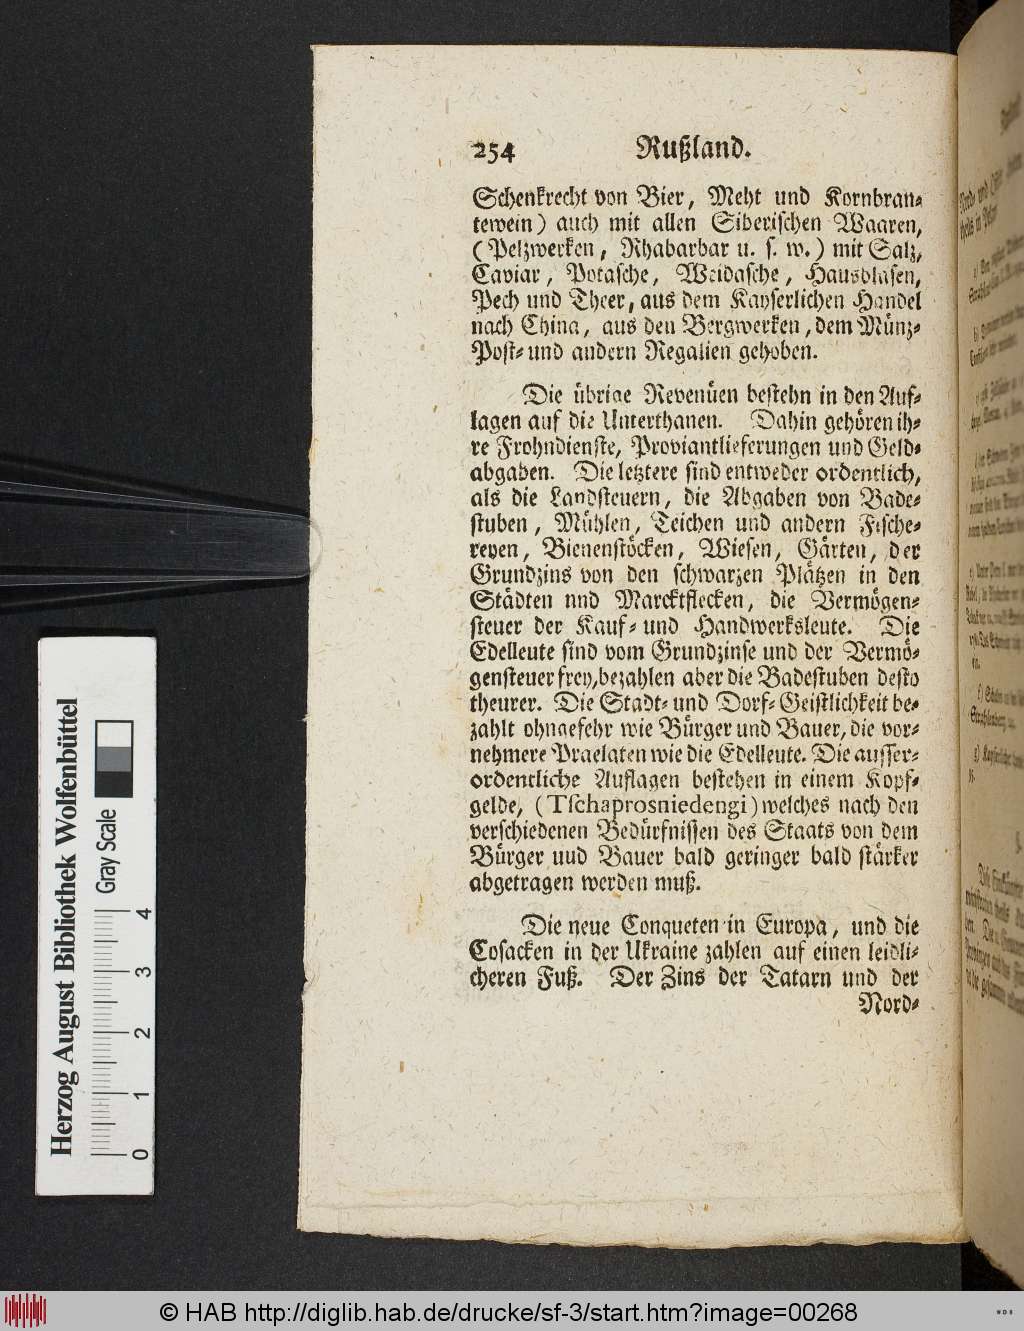 254 Rußland.
Schenkrecht von Bier, Meht und Kornbran-
tewein) auch mit allen Siberischen Waaren,
(Pelzwerken, Rhabarbar u. s. w.) mit Salz,
Caviar, Potasche, Weidasche, Hausblasen,
Pech und Theer, aus dem Kayserlichen Handel
nach China, aus den Bergwerken, dem Münz-
Post- und andern Regalien gehoben.
Die übrige Revenüen bestehn in den Auf-
lagen auf die Unterthanen. Dahin gehören ih-
re Frohndienste, Proviantlieferungen und Geld-
abgaben. Die letztere sind entweder ordentlich,
als die Landsteuern, die Abgaben von Bade-
stuben, Mühlen, Teichen und andern Fische-
reyen, Bienenstöcken, Wiesen, Gärten, der
Grundzins von den schwarzen Plätzen in den
Städten nnd Marcktflecken, die Vermögen-
steuer der Kauf- und Handwerksleute. Die
Edelleute sind vom Grundzinse und der Vermö-
gensteuer frey, bezahlen aber die Badestuben desto
theurer. Die Stadt- und Dorf-Geistlichkeit be-
zahlt ohngefehr wie Bürger und Bauer, die vor-
nehmere Praelaten wie die Edelleute. Die ausser-
ordentliche Auflagen bestehen in einem Kopf-
gelde, (Tschaprosniedengi) welches nach den
verschiedenen Bedürfnissen des Staats von dem
Bürger uud Bauer bald geringer bald stärker
abgetragen werden muß.
Die neue Conqueten in Europa, und die
Cosacken in der Ukraine zahlen auf einen leidli-
cheren Fuß. Der Zins der Tatarn und der
Nord-
Herzog August Bibliothek Wolfenbüttel
Gray Scale
0 1 2 3 4
© HAB http://diglib.hab.de/drucke/sf-3/start.htm?image=00268